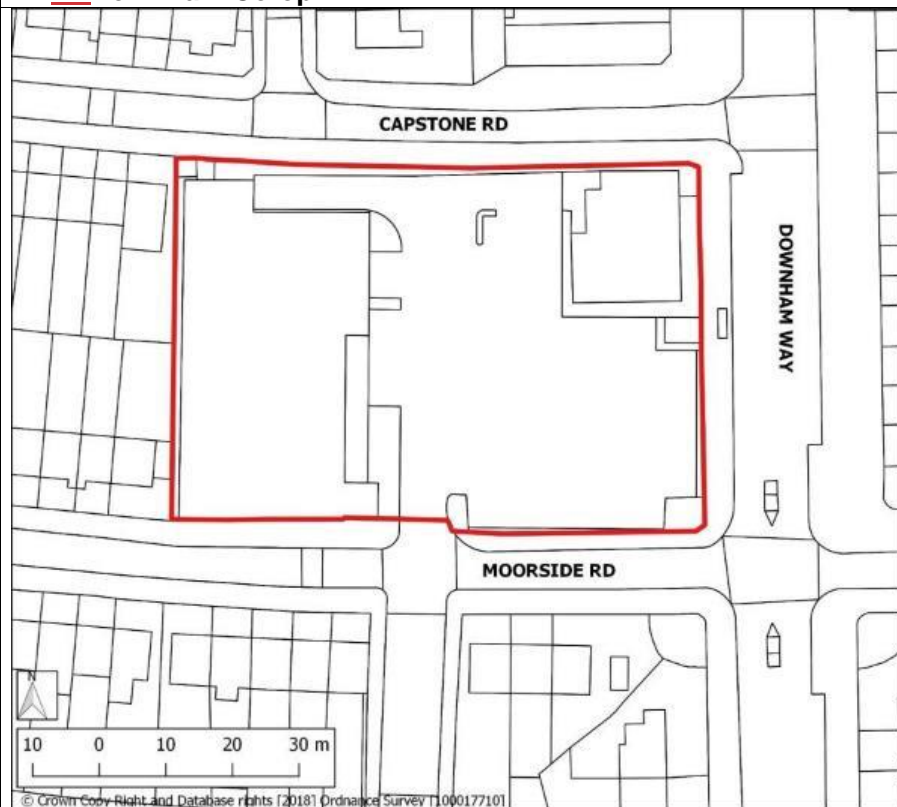 CAPSTONE RD
DOWNHAM WAY
MOORSIDE RD
N
10 0 10 20 30 m
© Crown Copy Right and Database rights [2018] Ordnance Survey [100017710]